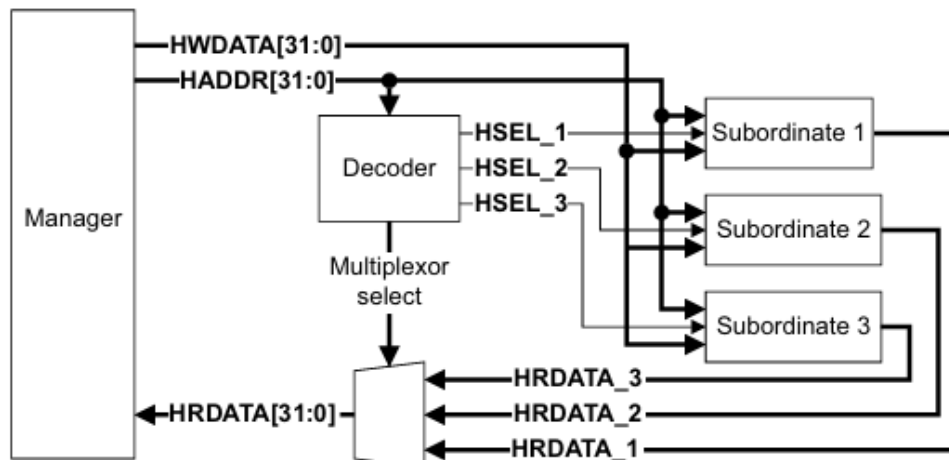 HWDATA[31:0]
HADDR[31:0]
HSEL_1
Subordinate 1
Decoder
HSEL_2
HSEL_3
Manager
Subordinate 2
Multiplexor
select
Subordinate 3
HRDATA_3
HRDATA[31:0]
HRDATA_2
HRDATA_1